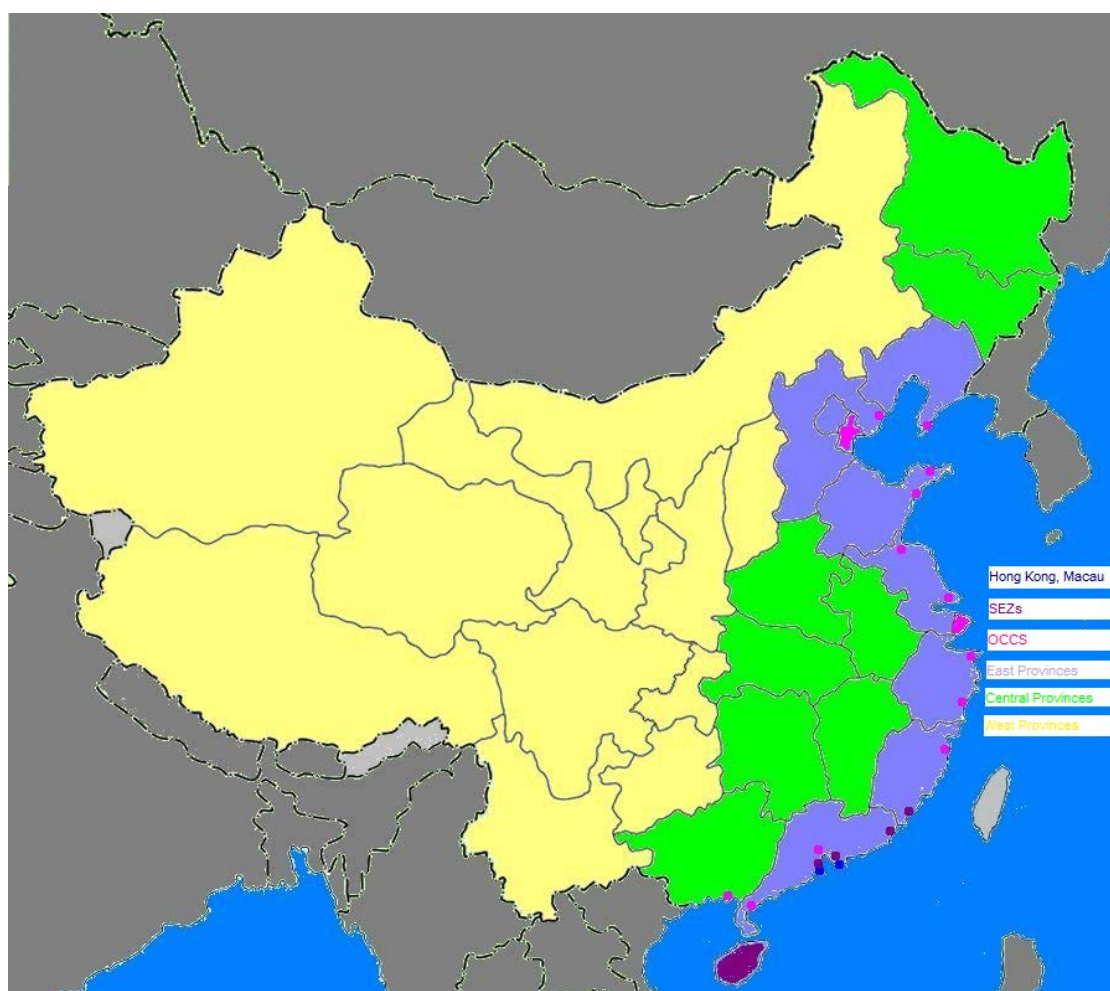 Hong Kong, Macau
SEZs
OCCS
East Provinces
Central Provinces
West Provinces